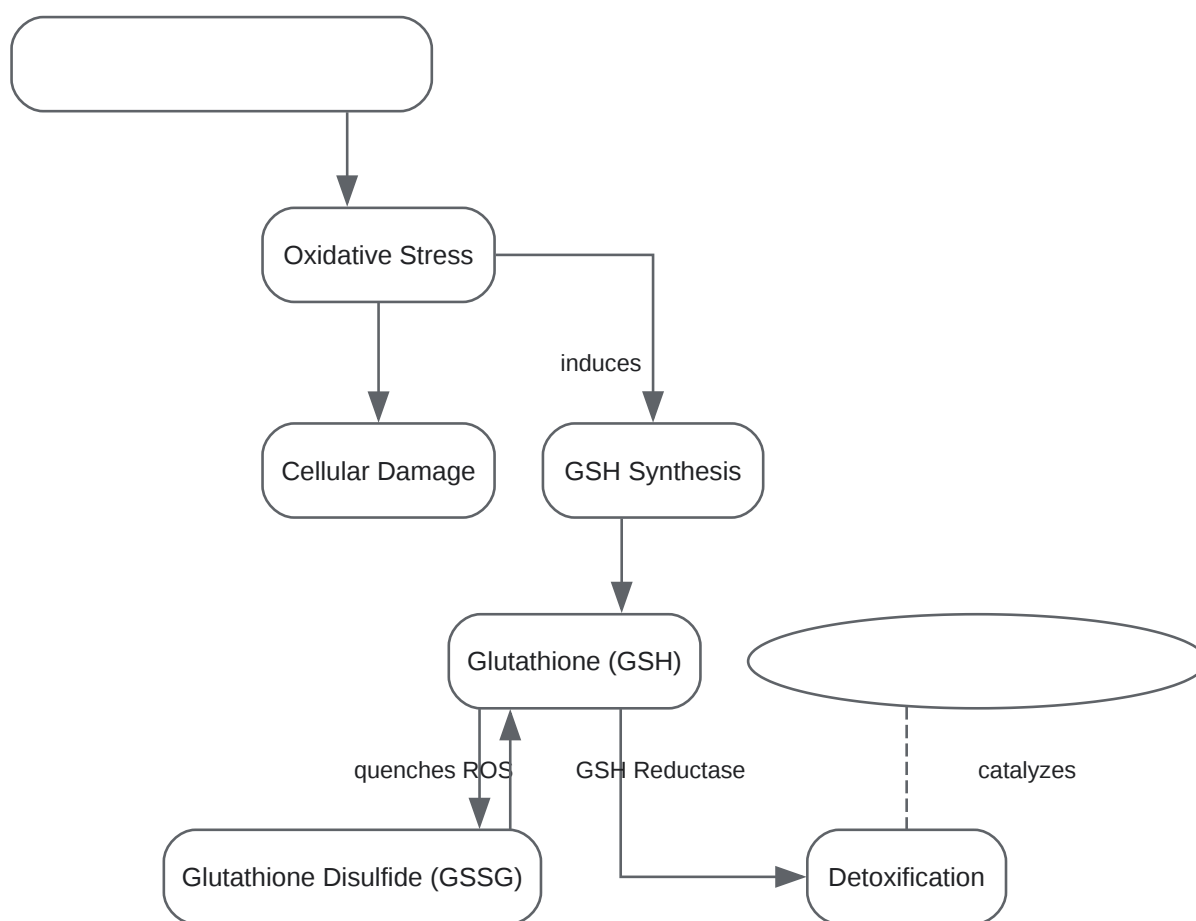 Oxidative Stress
induces
Cellular Damage
GSH Synthesis
Glutathione (GSH)
quenches ROS
GSH Reductase
catalyzes
Glutathione Disulfide (GSSG)
Detoxification